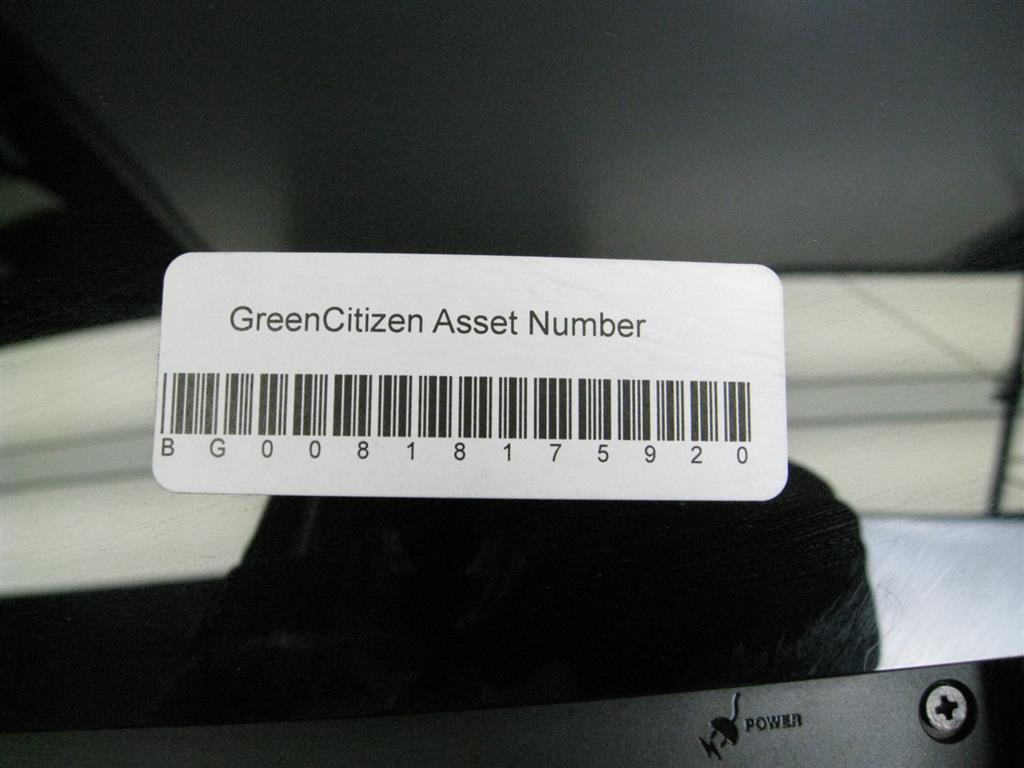 GreenCitizen Asset Number
B G 0 0 8 1 8 1 7 5 9 2 0
POWER